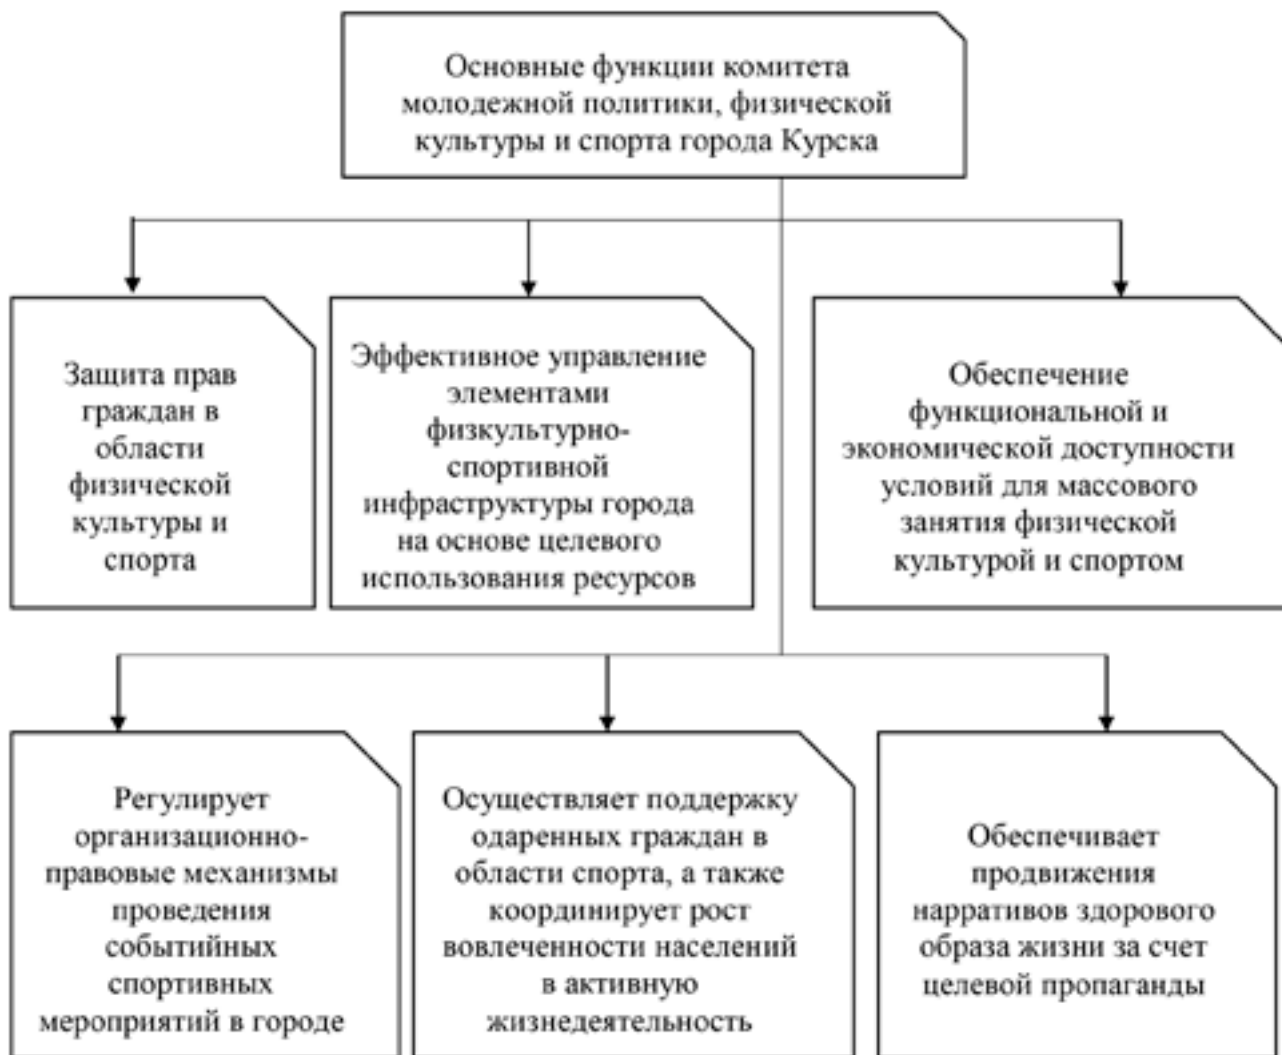 Основные функции комитета
молодежной политики, физической
культуры и спорта города Курска
Защита прав
граждан в
области
физической
культуры и
спорта
Эффективное управление
элементами
физкультурно-
спортивной
инфраструктуры города
на основе целевого
использования ресурсов
Обеспечение
функциональной и
экономической доступности
условий для массового
занятия физической
культурой и спортом
Регулирует
организационно-
правовые механизмы
проведения
событийных
спортивных
мероприятий в городе
Осуществляет поддержку
одаренных граждан в
области спорта, а также
координирует рост
вовлеченности населений
в активную
жизнедеятельность
Обеспечивает
продвижения
нарративов здорового
образа жизни за счет
целевой пропаганды